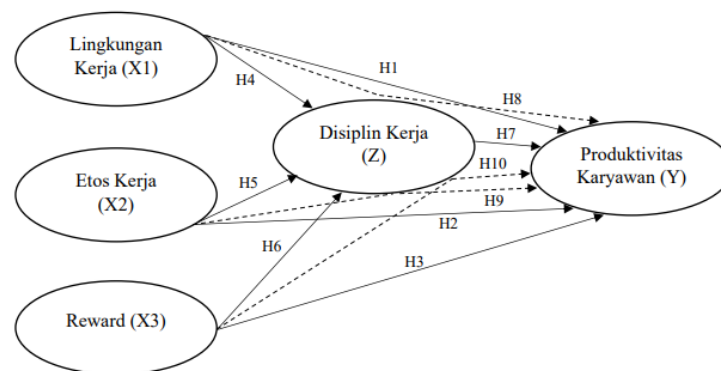 Lingkungan
Kerja (X1)
H4
H1
H8
Disiplin Kerja
(Z)
H7
H10
Produktivitas
Karyawan (Y)
Etos Kerja
(X2)
H5
H9
H2
H6
H3
Reward (X3)